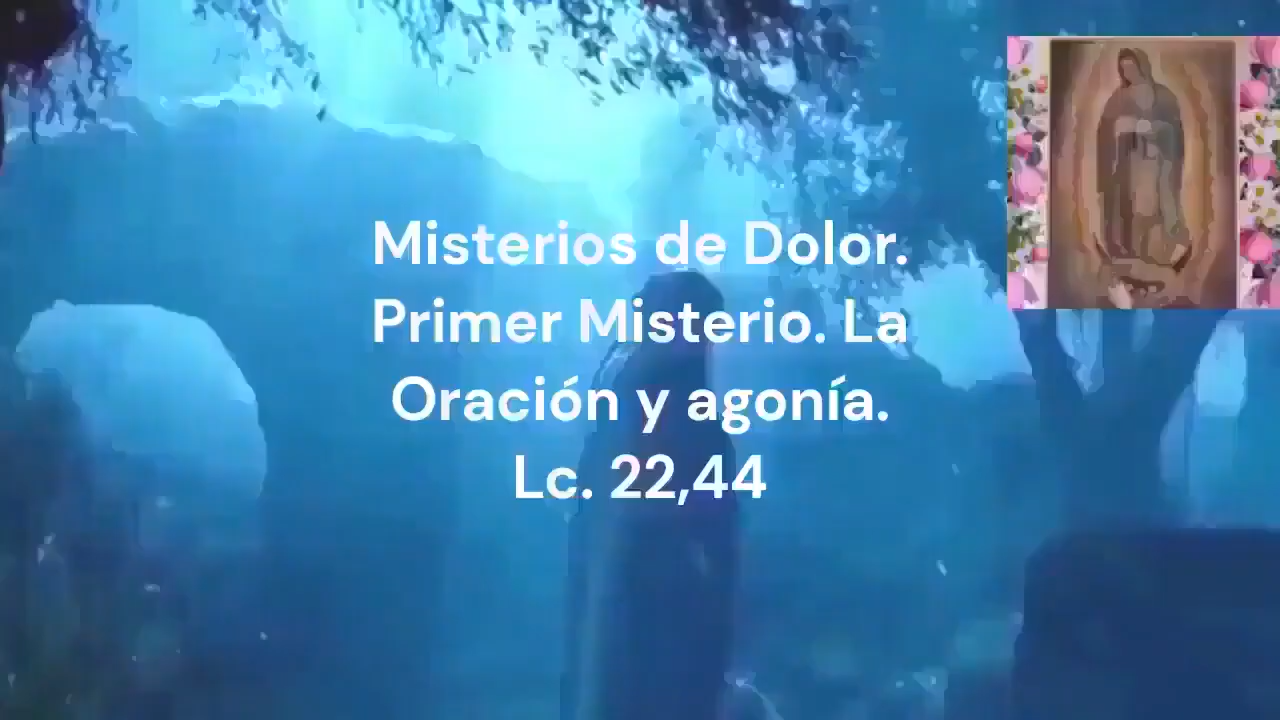 Misterios de Dolor.
Primer Misterio. La
Oración y agonía.
Lc. 22,44